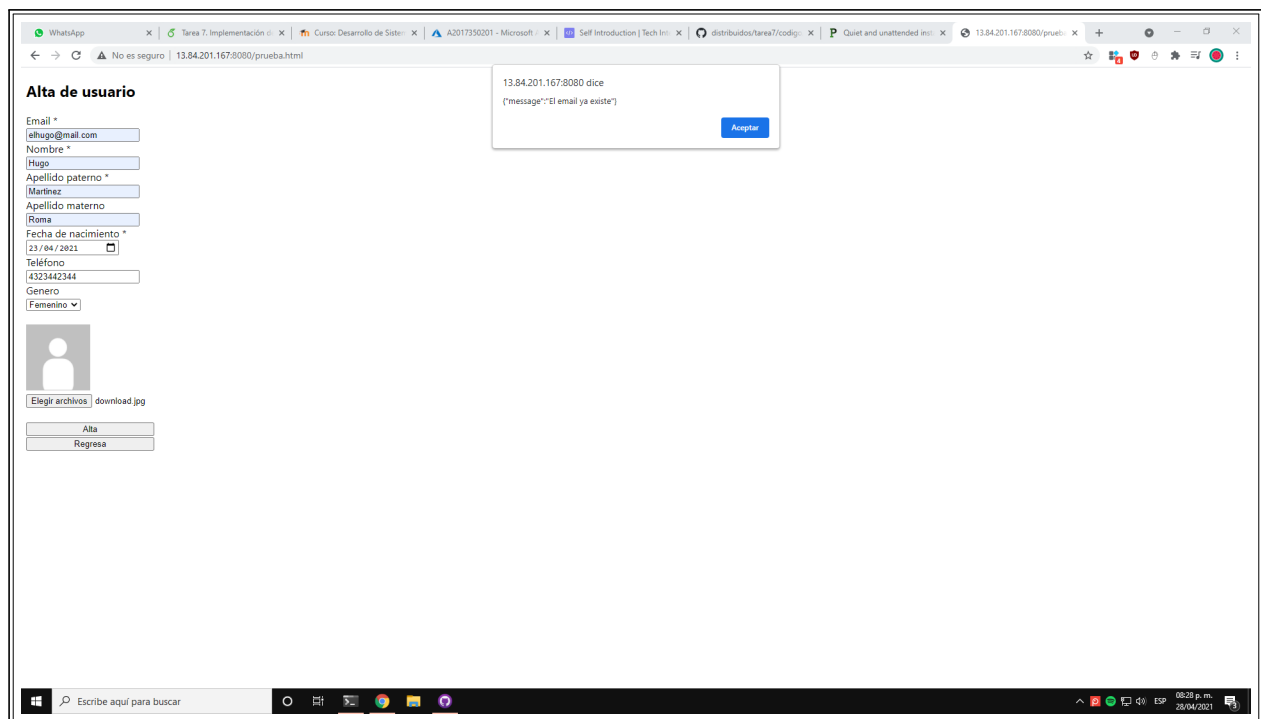 WhatsApp
Tarea 7. Implementación de
Curso: Desarrollo de Sistem
A2017350201 - Microsoft A
Self Introduction | Tech Int
distribuidos/tarea7/codigo
Quiet and unattended inst
13.84.201.167:8080/prueb
No es seguro | 13.84.201.167:8080/prueba.html
13.84.201.167:8080 dice
{"message":"El email ya existe"}
Aceptar
Alta de usuario
Email *
elhugo@mail.com
Nombre *
Hugo
Apellido paterno *
Martinez
Apellido materno
Roma
Fecha de nacimiento *
23/04/2021
Teléfono
4323442344
Genero
Femenino
Elegir archivos download.jpg
Alta
Regresa
Escribe aquí para buscar
ESP
08:28 p. m.
28/04/2021